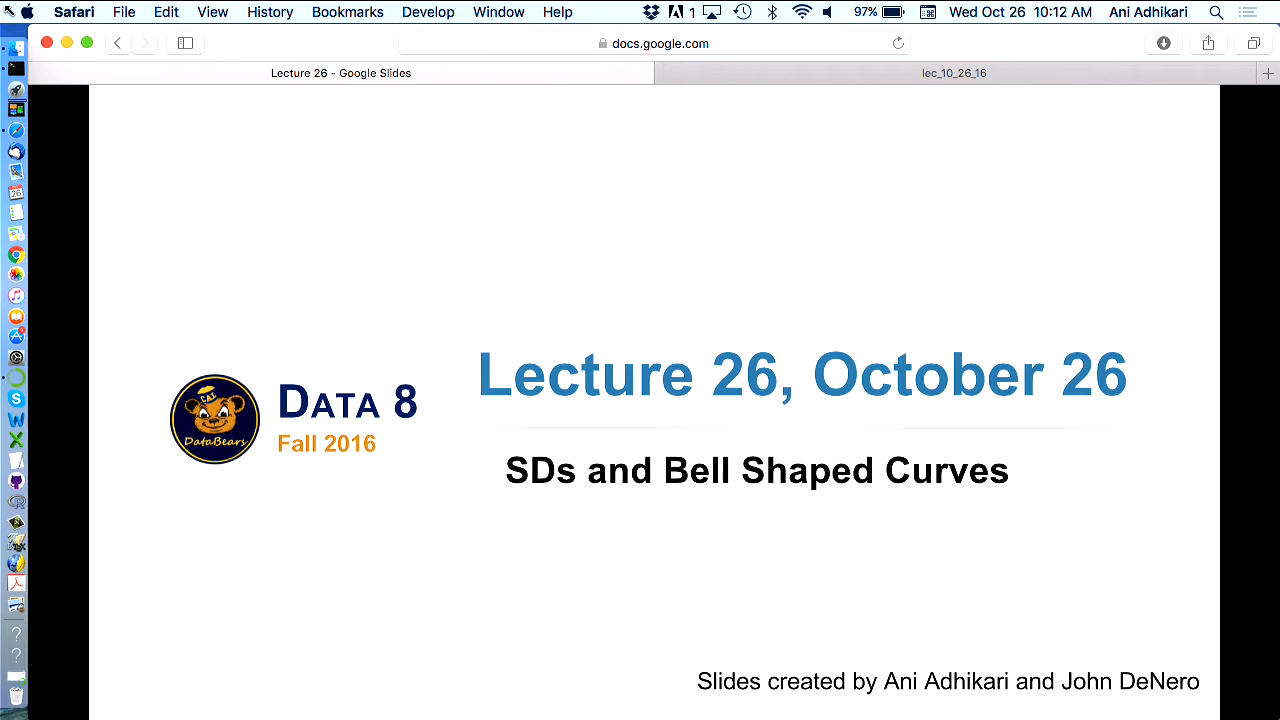 Safari File Edit View History Bookmarks Develop Window Help 1 97% Wed Oct 26 10:12 AM Ani Adhikari
docs.google.com
Lecture 26 - Google Slides lec_10_26_16
Lecture 26, October 26
DATA 8
Fall 2016
CAL
DataBears
SDs and Bell Shaped Curves
Slides created by Ani Adhikari and John DeNero